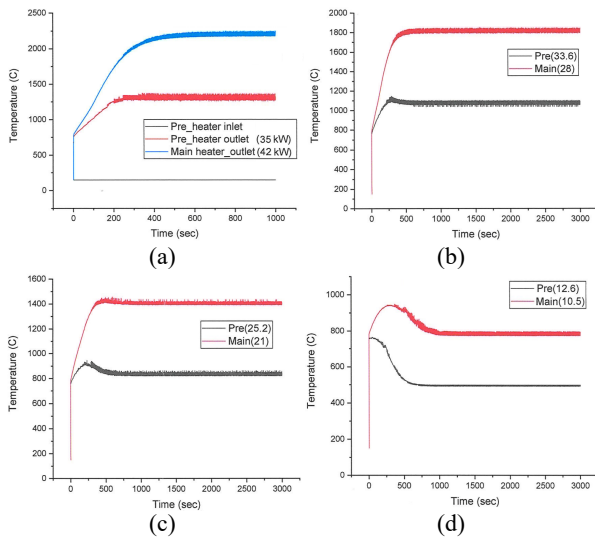 2500
2250
2000
1750
1500
1250
1000
750
500
250
0
Temperature (C)
Pre_heater inlet
Pre_heater outlet (35 kW)
Main heater_outlet (42 kW)
0 200 400 600 800 1000
Time (sec)
(a)
2000
1800
1600
1400
1200
1000
800
600
400
200
0
Temperature (C)
Pre(33.6)
Main(28)
0 500 1000 1500 2000 2500 3000
Time (sec)
(b)
1600
1400
1200
1000
800
600
400
200
0
Temperature (C)
Pre(25.2)
Main(21)
0 500 1000 1500 2000 2500 3000
Time (sec)
(c)
1000
800
600
400
200
0
Temperature (C)
Pre(12.6)
Main(10.5)
0 500 1000 1500 2000 2500 3000
Time (sec)
(d)